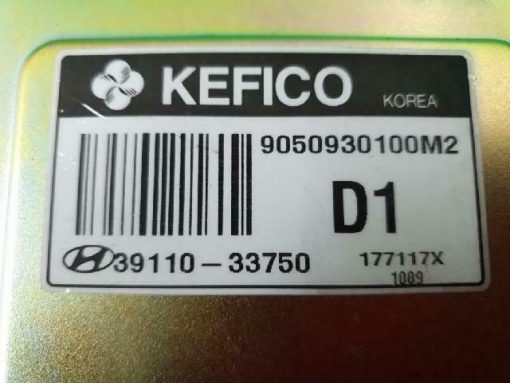 KEFICO KOREA
9050930100M2
D1
39110-33750 177117X
1009